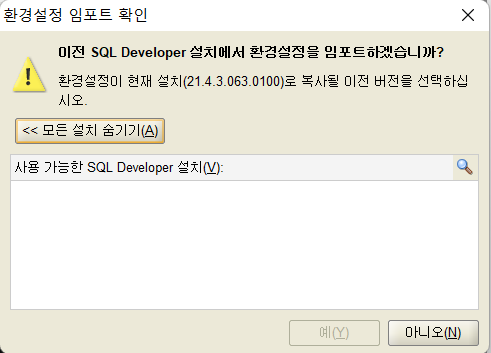 환경설정 임포트 확인
이전 SQL Developer 설치에서 환경설정을 임포트하겠습니까?
환경설정이 현재 설치(21.4.3.063.0100)로 복사될 이전 버전을 선택하십
시오.
<< 모든 설치 숨기기(A)
사용 가능한 SQL Developer 설치(V):
예(Y)
아니오(N)